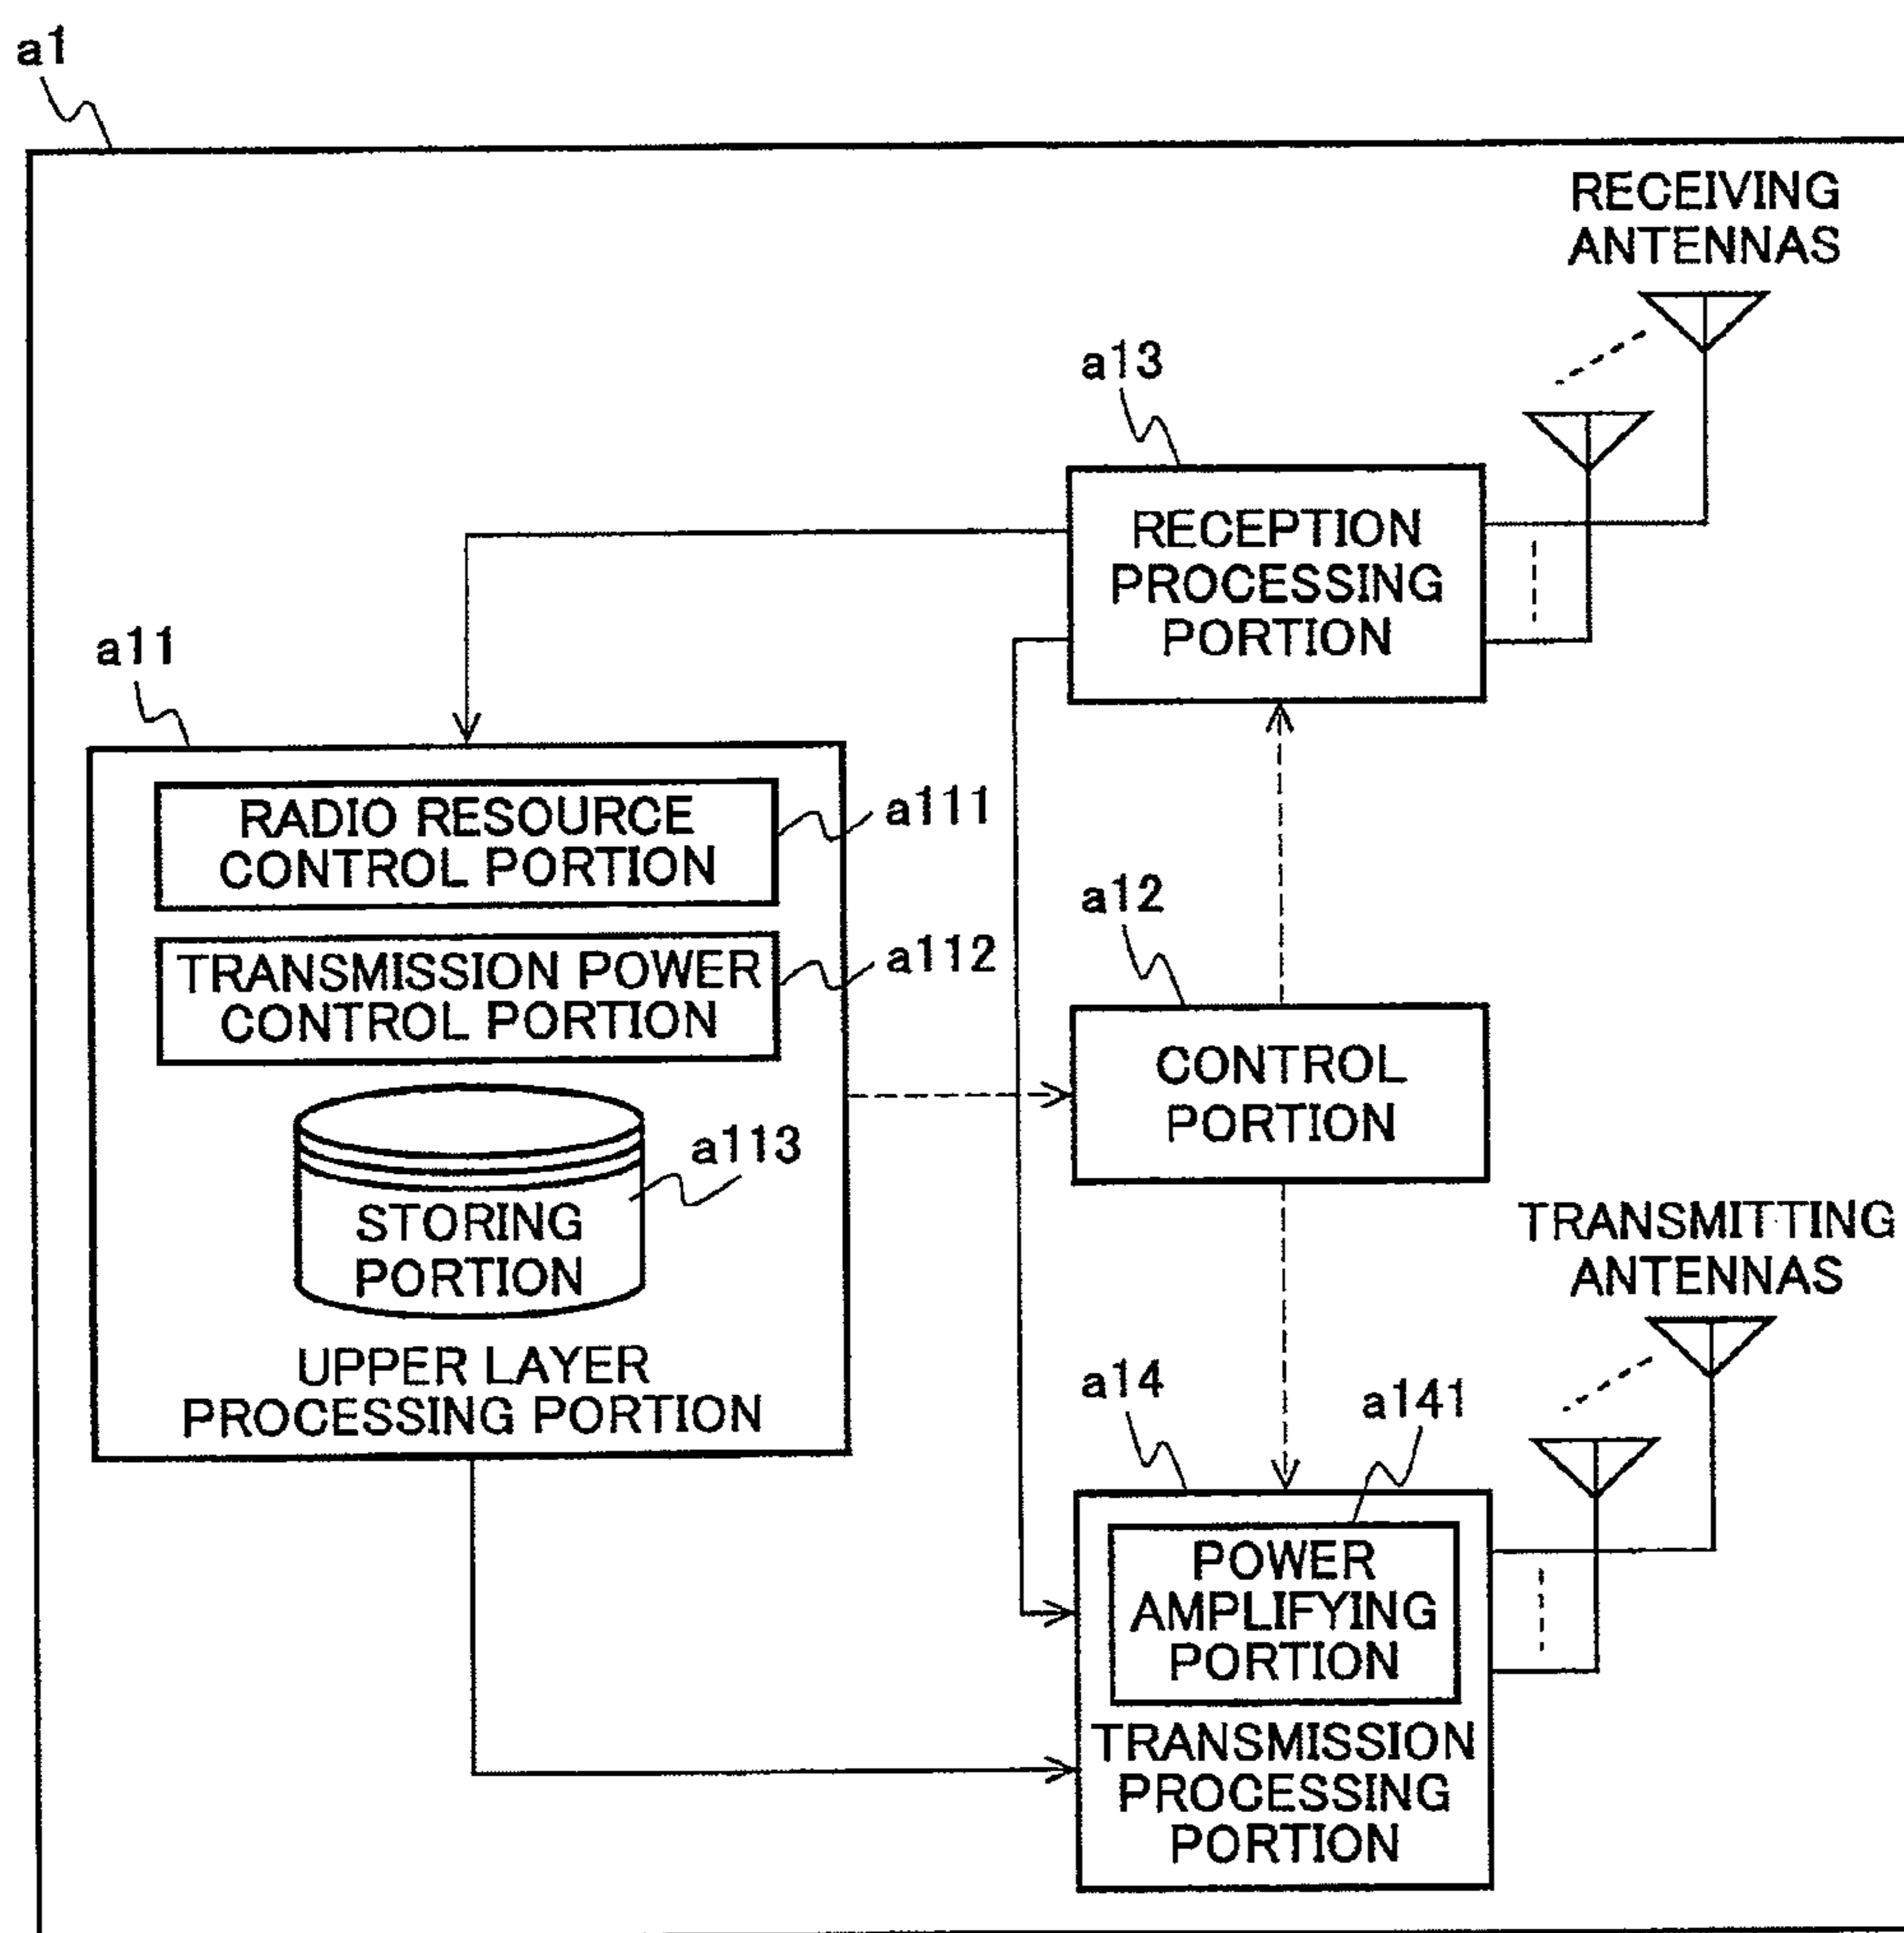 a1
RECEIVING
ANTENNAS
a13
RECEPTION
PROCESSING
PORTION
a11
RADIO RESOURCE
CONTROL PORTION
a111
TRANSMISSION POWER
CONTROL PORTION
a112
a113
STORING
PORTION
UPPER LAYER
PROCESSING PORTION
a12
CONTROL
PORTION
TRANSMITTING
ANTENNAS
a14
a141
POWER
AMPLIFYING
PORTION
TRANSMISSION
PROCESSING
PORTION